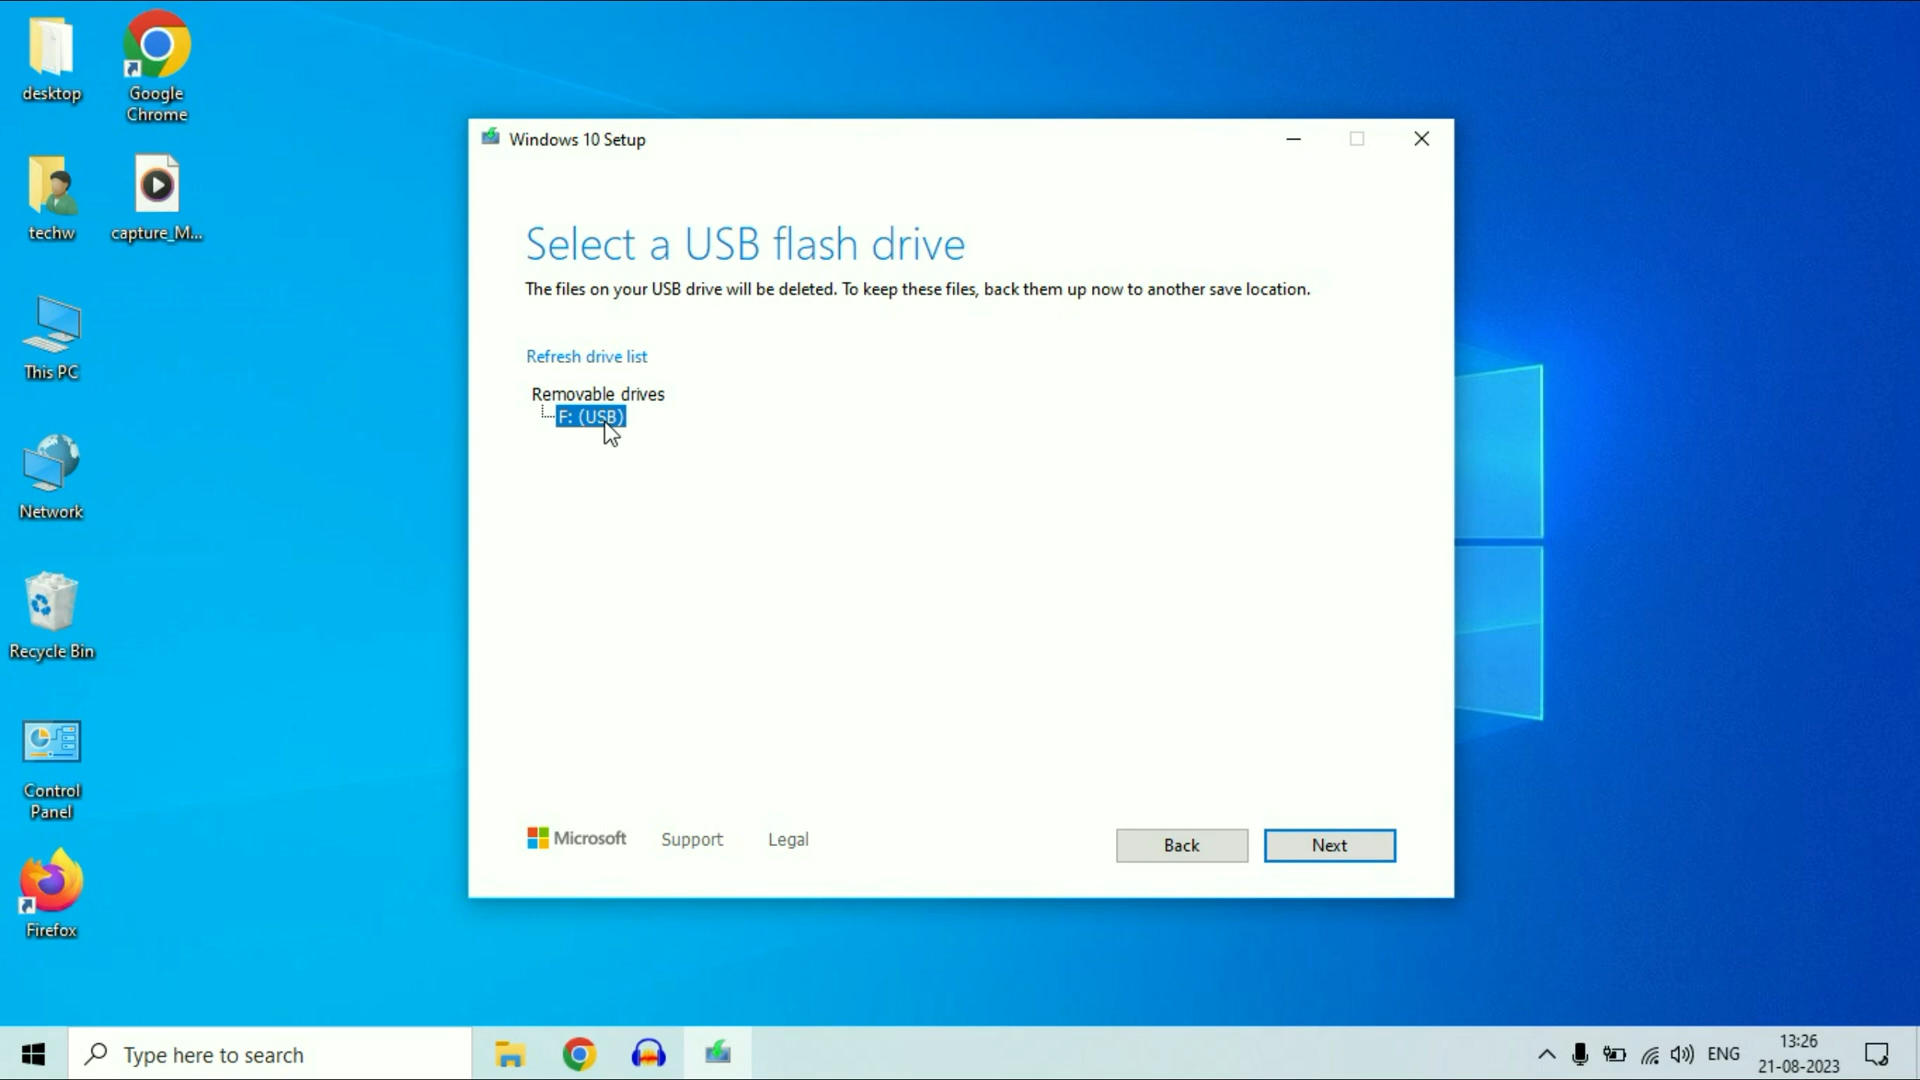 desktop
Google
Chrome
techw
capture_M...
This PC
Network
Recycle Bin
Control
Panel
Firefox
Windows 10 Setup
Select a USB flash drive
The files on your USB drive will be deleted. To keep these files, back them up now to another save location.
Refresh drive list
Removable drives
F: (USB)
Microsoft
Support
Legal
Back
Next
Type here to search
ENG
13:26
21-08-2023